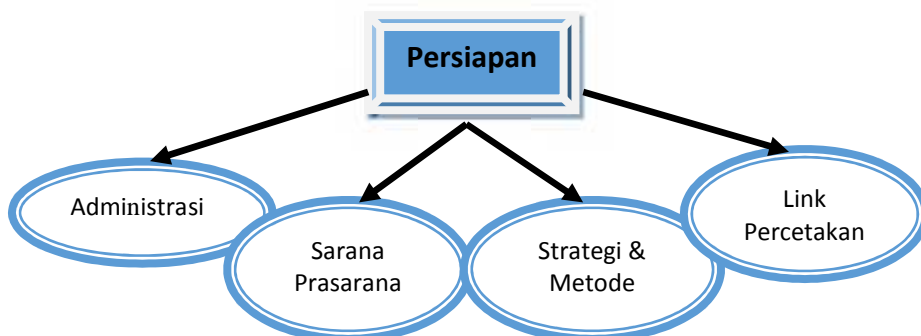 Persiapan
Administrasi
Sarana
Prasarana
Strategi &
Metode
Link
Percetakan